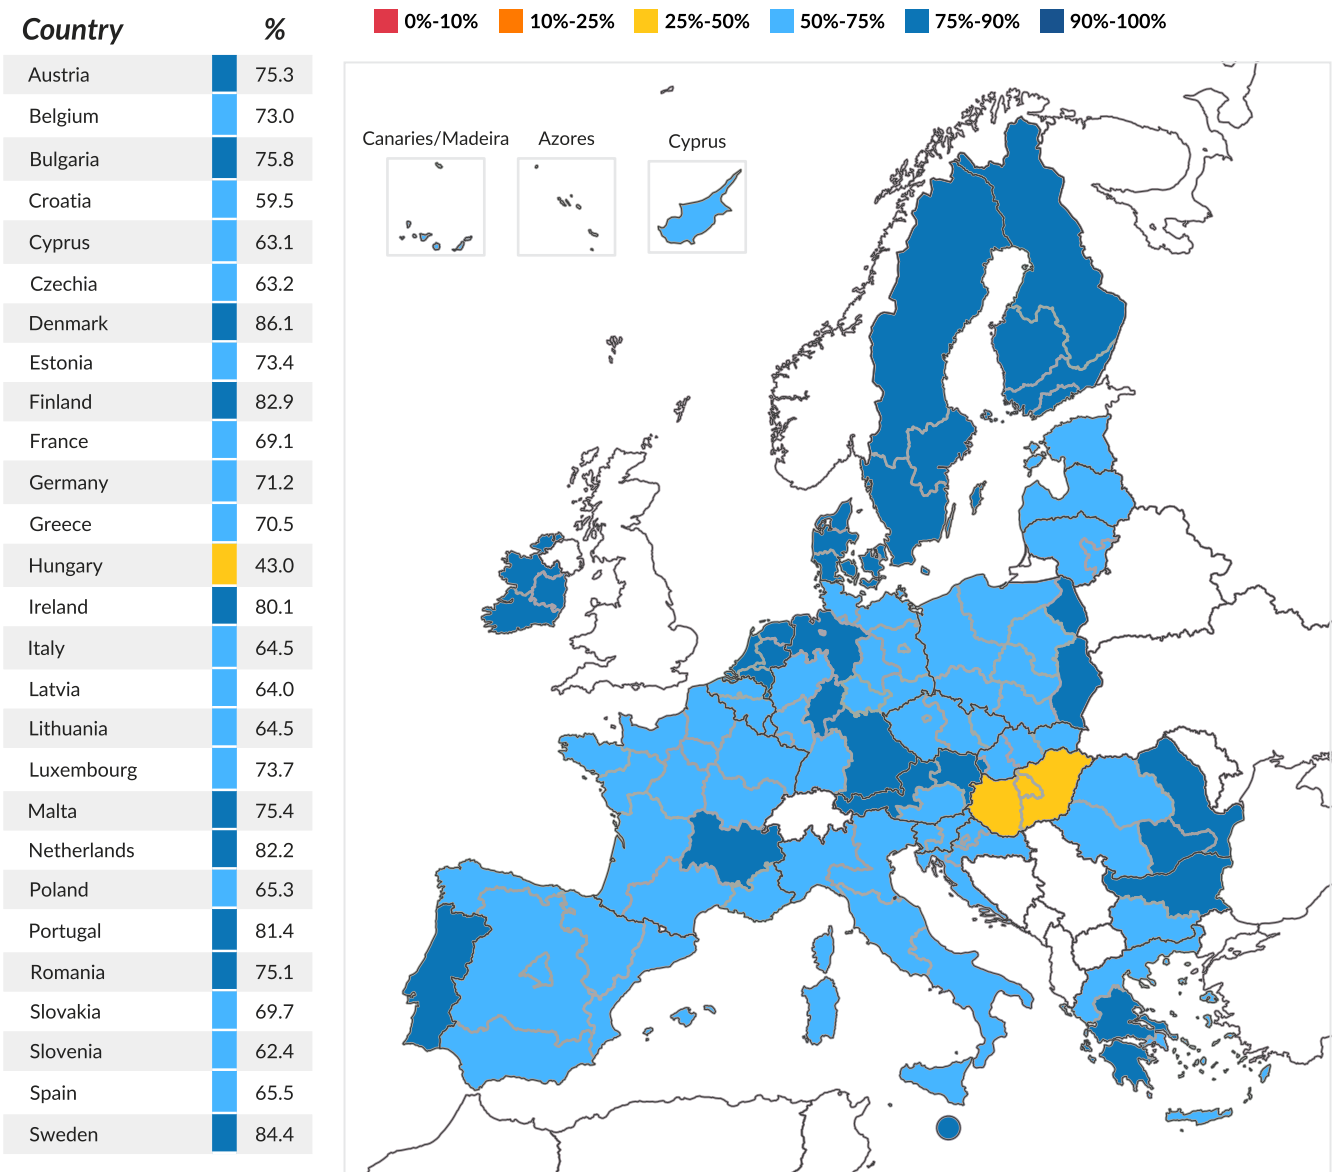 Country %
0%-10% 10%-25% 25%-50% 50%-75% 75%-90% 90%-100%
Austria 75.3
Belgium 73.0
Bulgaria 75.8
Croatia 59.5
Cyprus 63.1
Czechia 63.2
Denmark 86.1
Estonia 73.4
Finland 82.9
France 69.1
Germany 71.2
Greece 70.5
Hungary 43.0
Ireland 80.1
Italy 64.5
Latvia 64.0
Lithuania 64.5
Luxembourg 73.7
Malta 75.4
Netherlands 82.2
Poland 65.3
Portugal 81.4
Romania 75.1
Slovakia 69.7
Slovenia 62.4
Spain 65.5
Sweden 84.4
Canaries/Madeira Azores Cyprus